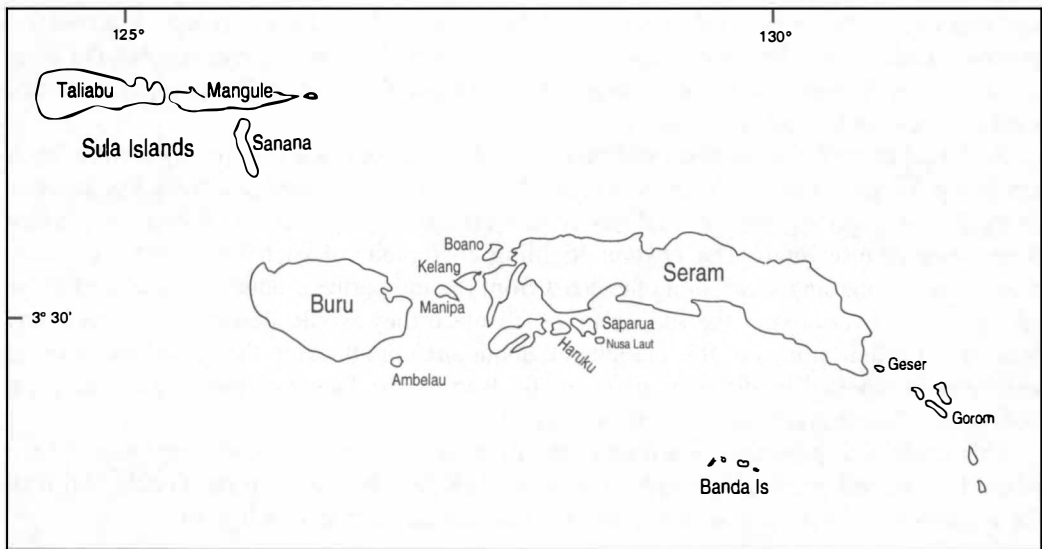 125°
130°
Taliabu
Mangule
Sula Islands
Sanana
Boano
Kelang
Seram
Buru
Manipa
3° 30'
Saparua
Haruku
Nusa Laut
Ambelau
Geser
Gorom
Banda Is